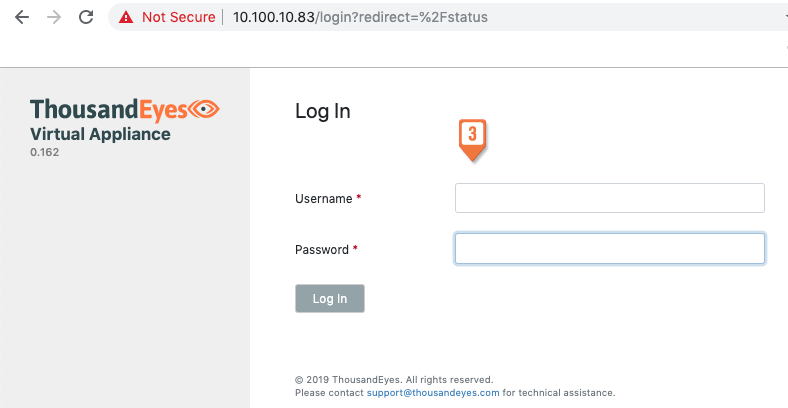 Not Secure | 10.100.10.83/login?redirect=%2Fstatus
ThousandEyes
Virtual Appliance
0.162
Log In
3
Username *
Password *
Log In
© 2019 ThousandEyes. All rights reserved.
Please contact support@thousandeyes.com for technical assistance.